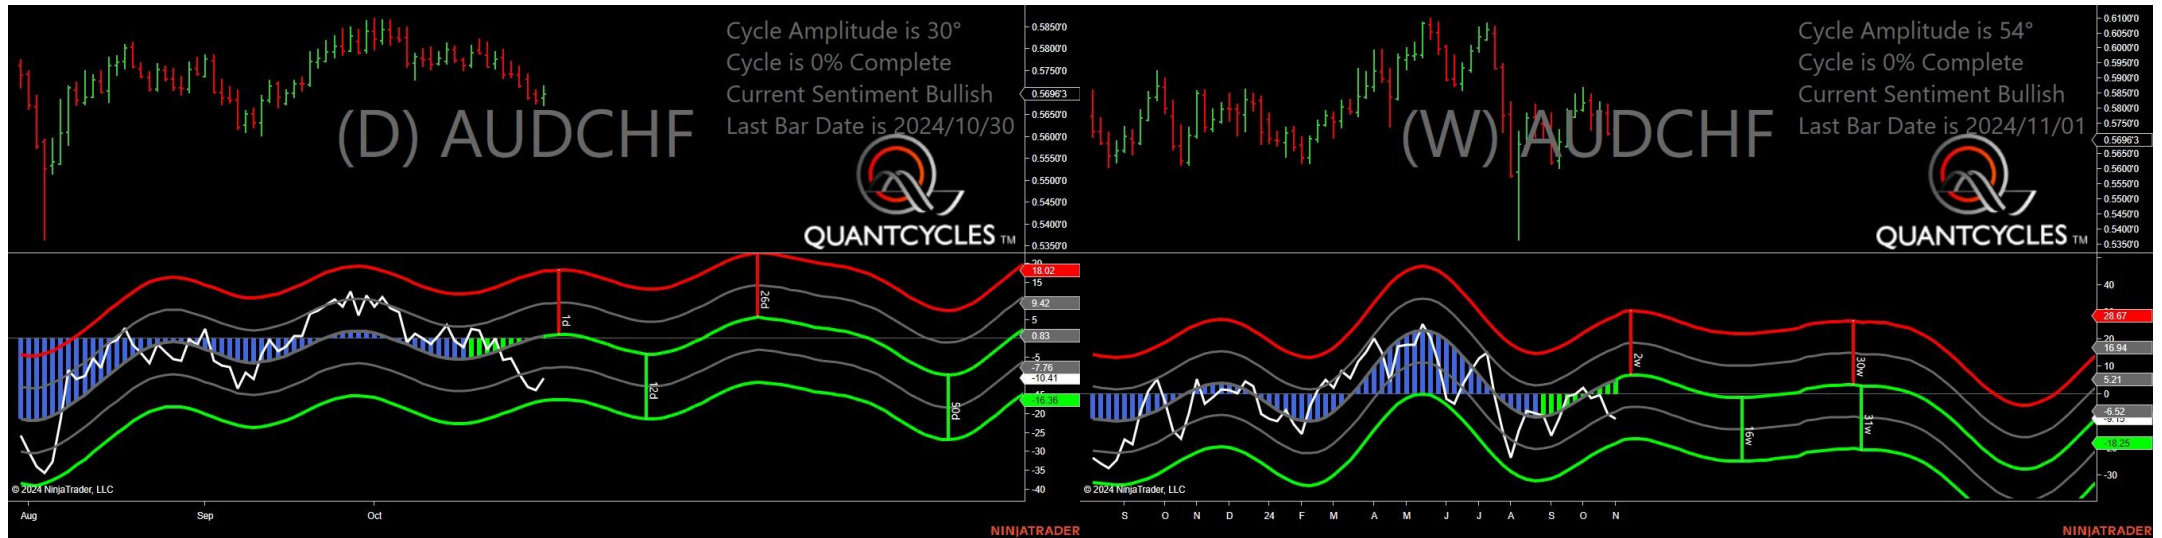 Cycle Amplitude is 30°
Cycle is 0% Complete
Current Sentiment Bullish
Last Bar Date is 2024/10/30
(D) AUDCHF
QUANTCYCLES TM
0.5850'0
0.5800'0
0.5750'0
0.5696'3
0.5650'0
0.5600'0
0.5550'0
0.5500'0
0.5450'0
0.5400'0
0.5350'0
20
18.02
15
9.42
5
0.83
-5
-7.76
-10.41
-16.36
-20
-25
-30
-35
-40
1d
12d
26d
50d
© 2024 NinjaTrader, LLC
Aug
Sep
Oct
NINJATRADER
Cycle Amplitude is 54°
Cycle is 0% Complete
Current Sentiment Bullish
Last Bar Date is 2024/11/01
(W) AUDCHF
QUANTCYCLES TM
0.6100'0
0.6050'0
0.6000'0
0.5950'0
0.5900'0
0.5850'0
0.5800'0
0.5750'0
0.5696'3
0.5650'0
0.5600'0
0.5550'0
0.5500'0
0.5450'0
0.5400'0
0.5350'0
40
28.67
20
16.94
10
5.21
0
-6.52
-9.15
-18.25
-30
2w
16w
30w
31w
© 2024 NinjaTrader, LLC
S O N D 24 F M A M J J A S O N
NINJATRADER